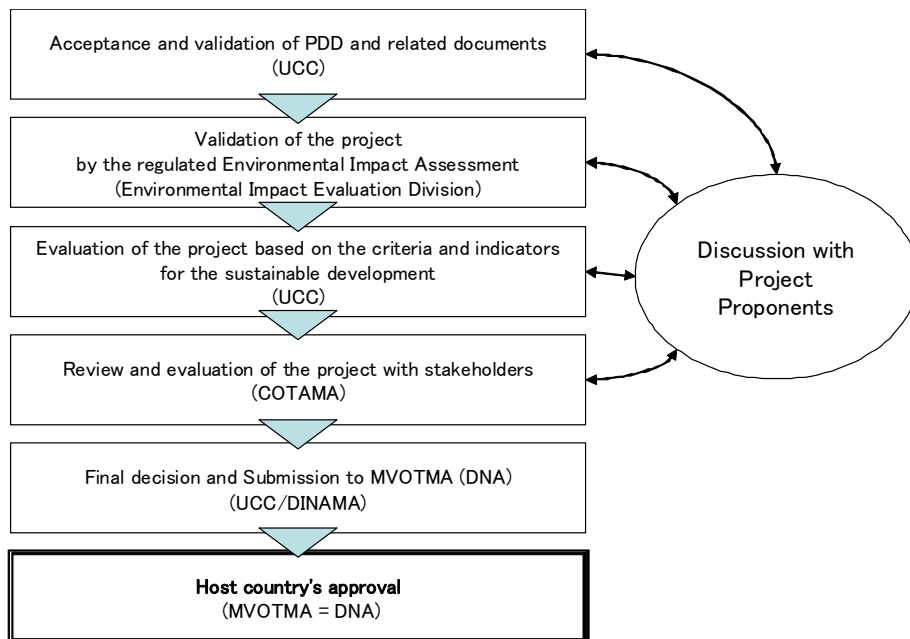 Acceptance and validation of PDD and related documents
(UCC)
Validation of the project
by the regulated Environmental Impact Assessment
(Environmental Impact Evaluation Division)
Evaluation of the project based on the criteria and indicators
for the sustainable development
(UCC)
Review and evaluation of the project with stakeholders
(COTAMA)
Final decision and Submission to MVOTMA (DNA)
(UCC/DINAMA)
Host country's approval
(MVOTMA = DNA)
Discussion with
Project
Proponents